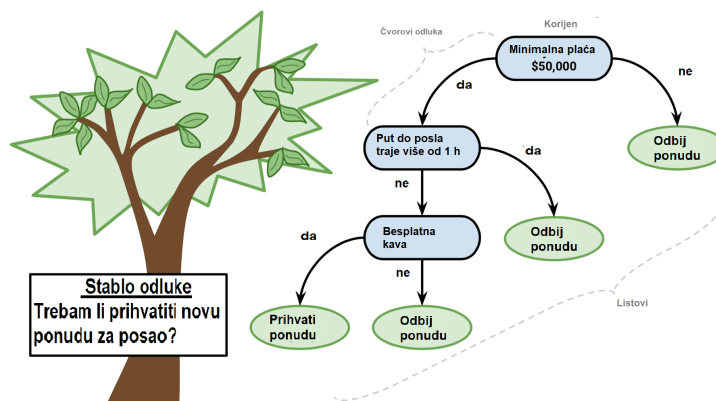 Korijen
Čvorovi odluka
Minimalna plaća
$50,000
da
ne
Put do posla
traje više od 1 h
Odbij
ponudu
da
ne
Besplatna
kava
Odbij
ponudu
da
ne
Stablo odluke
Trebam li prihvatiti novu
ponudu za posao?
Listovi
Prihvati
ponudu
Odbij
ponudu